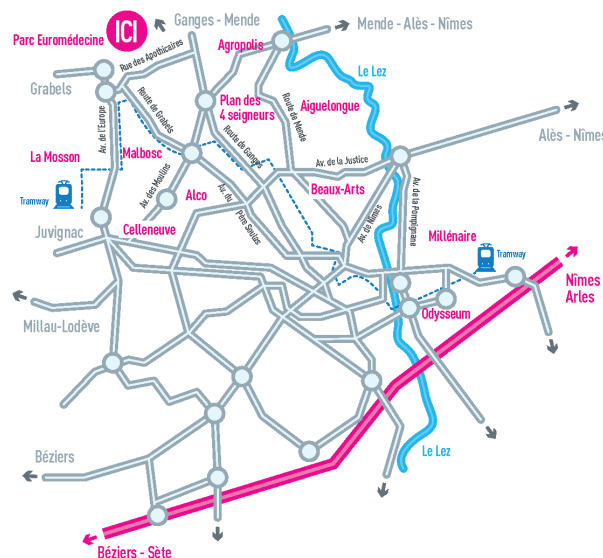 Ganges - Mende
Mende - Alès - Nîmes
ICI
Parc Euromédecine
Agropolis
Rue des Apothicaires
Le Lez
Grabels
Route de Grabels
Plan des
4 seigneurs
Route de Mende
Aiguelongue
Av. de l'Europe
Alès - Nîmes
Route de Ganges
La Mosson
Malbosc
Av. de la Justice
Tramway
Av. des Moulins
Alco
Av. du
Père Soulas
Beaux-Arts
Av. de Nîmes
Av. de la Pompignane
Juvignac
Celleneuve
Millénaire
Tramway
Nîmes
Arles
Millau-Lodève
Odysseum
Béziers
Le Lez
Béziers - Sète